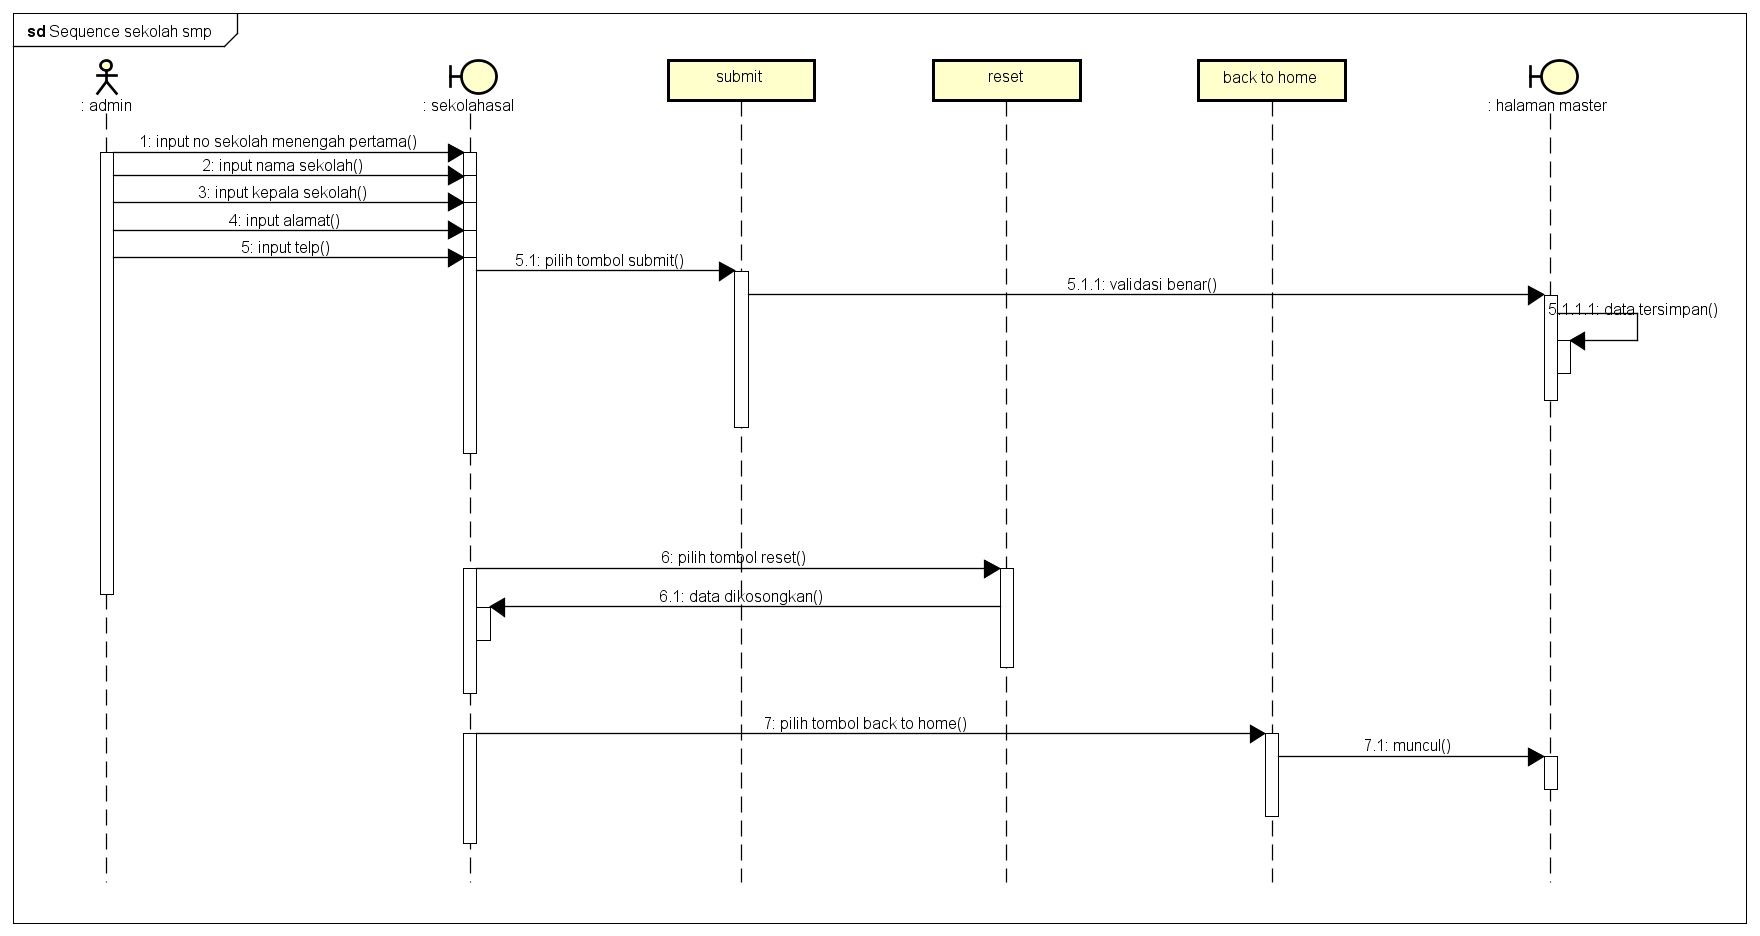 sd Sequence sekolah smp
: admin
: sekolahasal
submit
reset
back to home
: halaman master
1: input no sekolah menengah pertama()
2: input nama sekolah()
3: input kepala sekolah()
4: input alamat()
5: input telp()
5.1: pilih tombol submit()
5.1.1: validasi benar()
5.1.1.1: data tersimpan()
6: pilih tombol reset()
6.1: data dikosongkan()
7: pilih tombol back to home()
7.1: muncul()